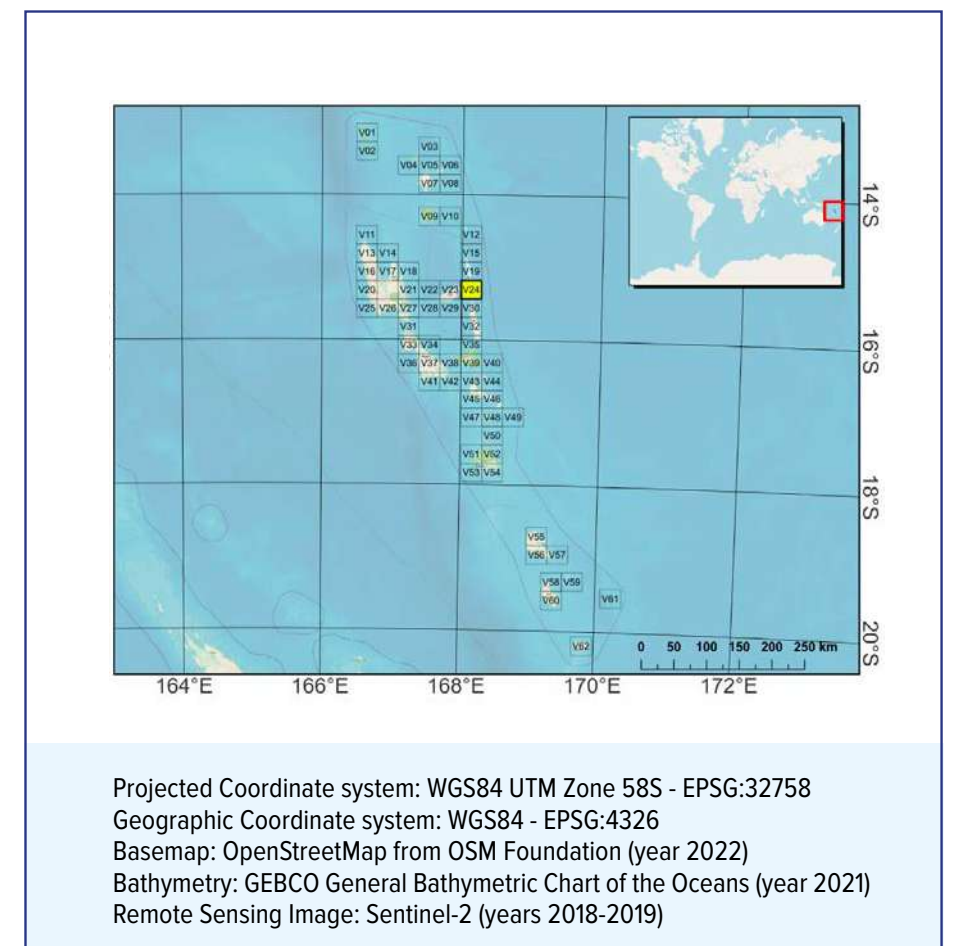 V01
V02 V03
V04 V05 V06
V07 V08
V09 V10
V11 V12
V13 V14 V15
V16 V17 V18 V19
V20 V21 V22 V23 V24
V25 V26 V27 V28 V29 V30
V31 V32
V33 V34 V35
V36 V37 V38 V39 V40
V41 V42 V43 V44
V45 V46
V47 V48 V49
V50
V51 V52
V53 V54
V55
V56 V57
V58 V59
V60 V61
V62
14°S
16°S
18°S
20°S
0 50 100 150 200 250 km
164°E 166°E 168°E 170°E 172°E
Projected Coordinate system: WGS84 UTM Zone 58S - EPSG:32758
Geographic Coordinate system: WGS84 - EPSG:4326
Basemap: OpenStreetMap from OSM Foundation (year 2022)
Bathymetry: GEBCO General Bathymetric Chart of the Oceans (year 2021)
Remote Sensing Image: Sentinel-2 (years 2018-2019)